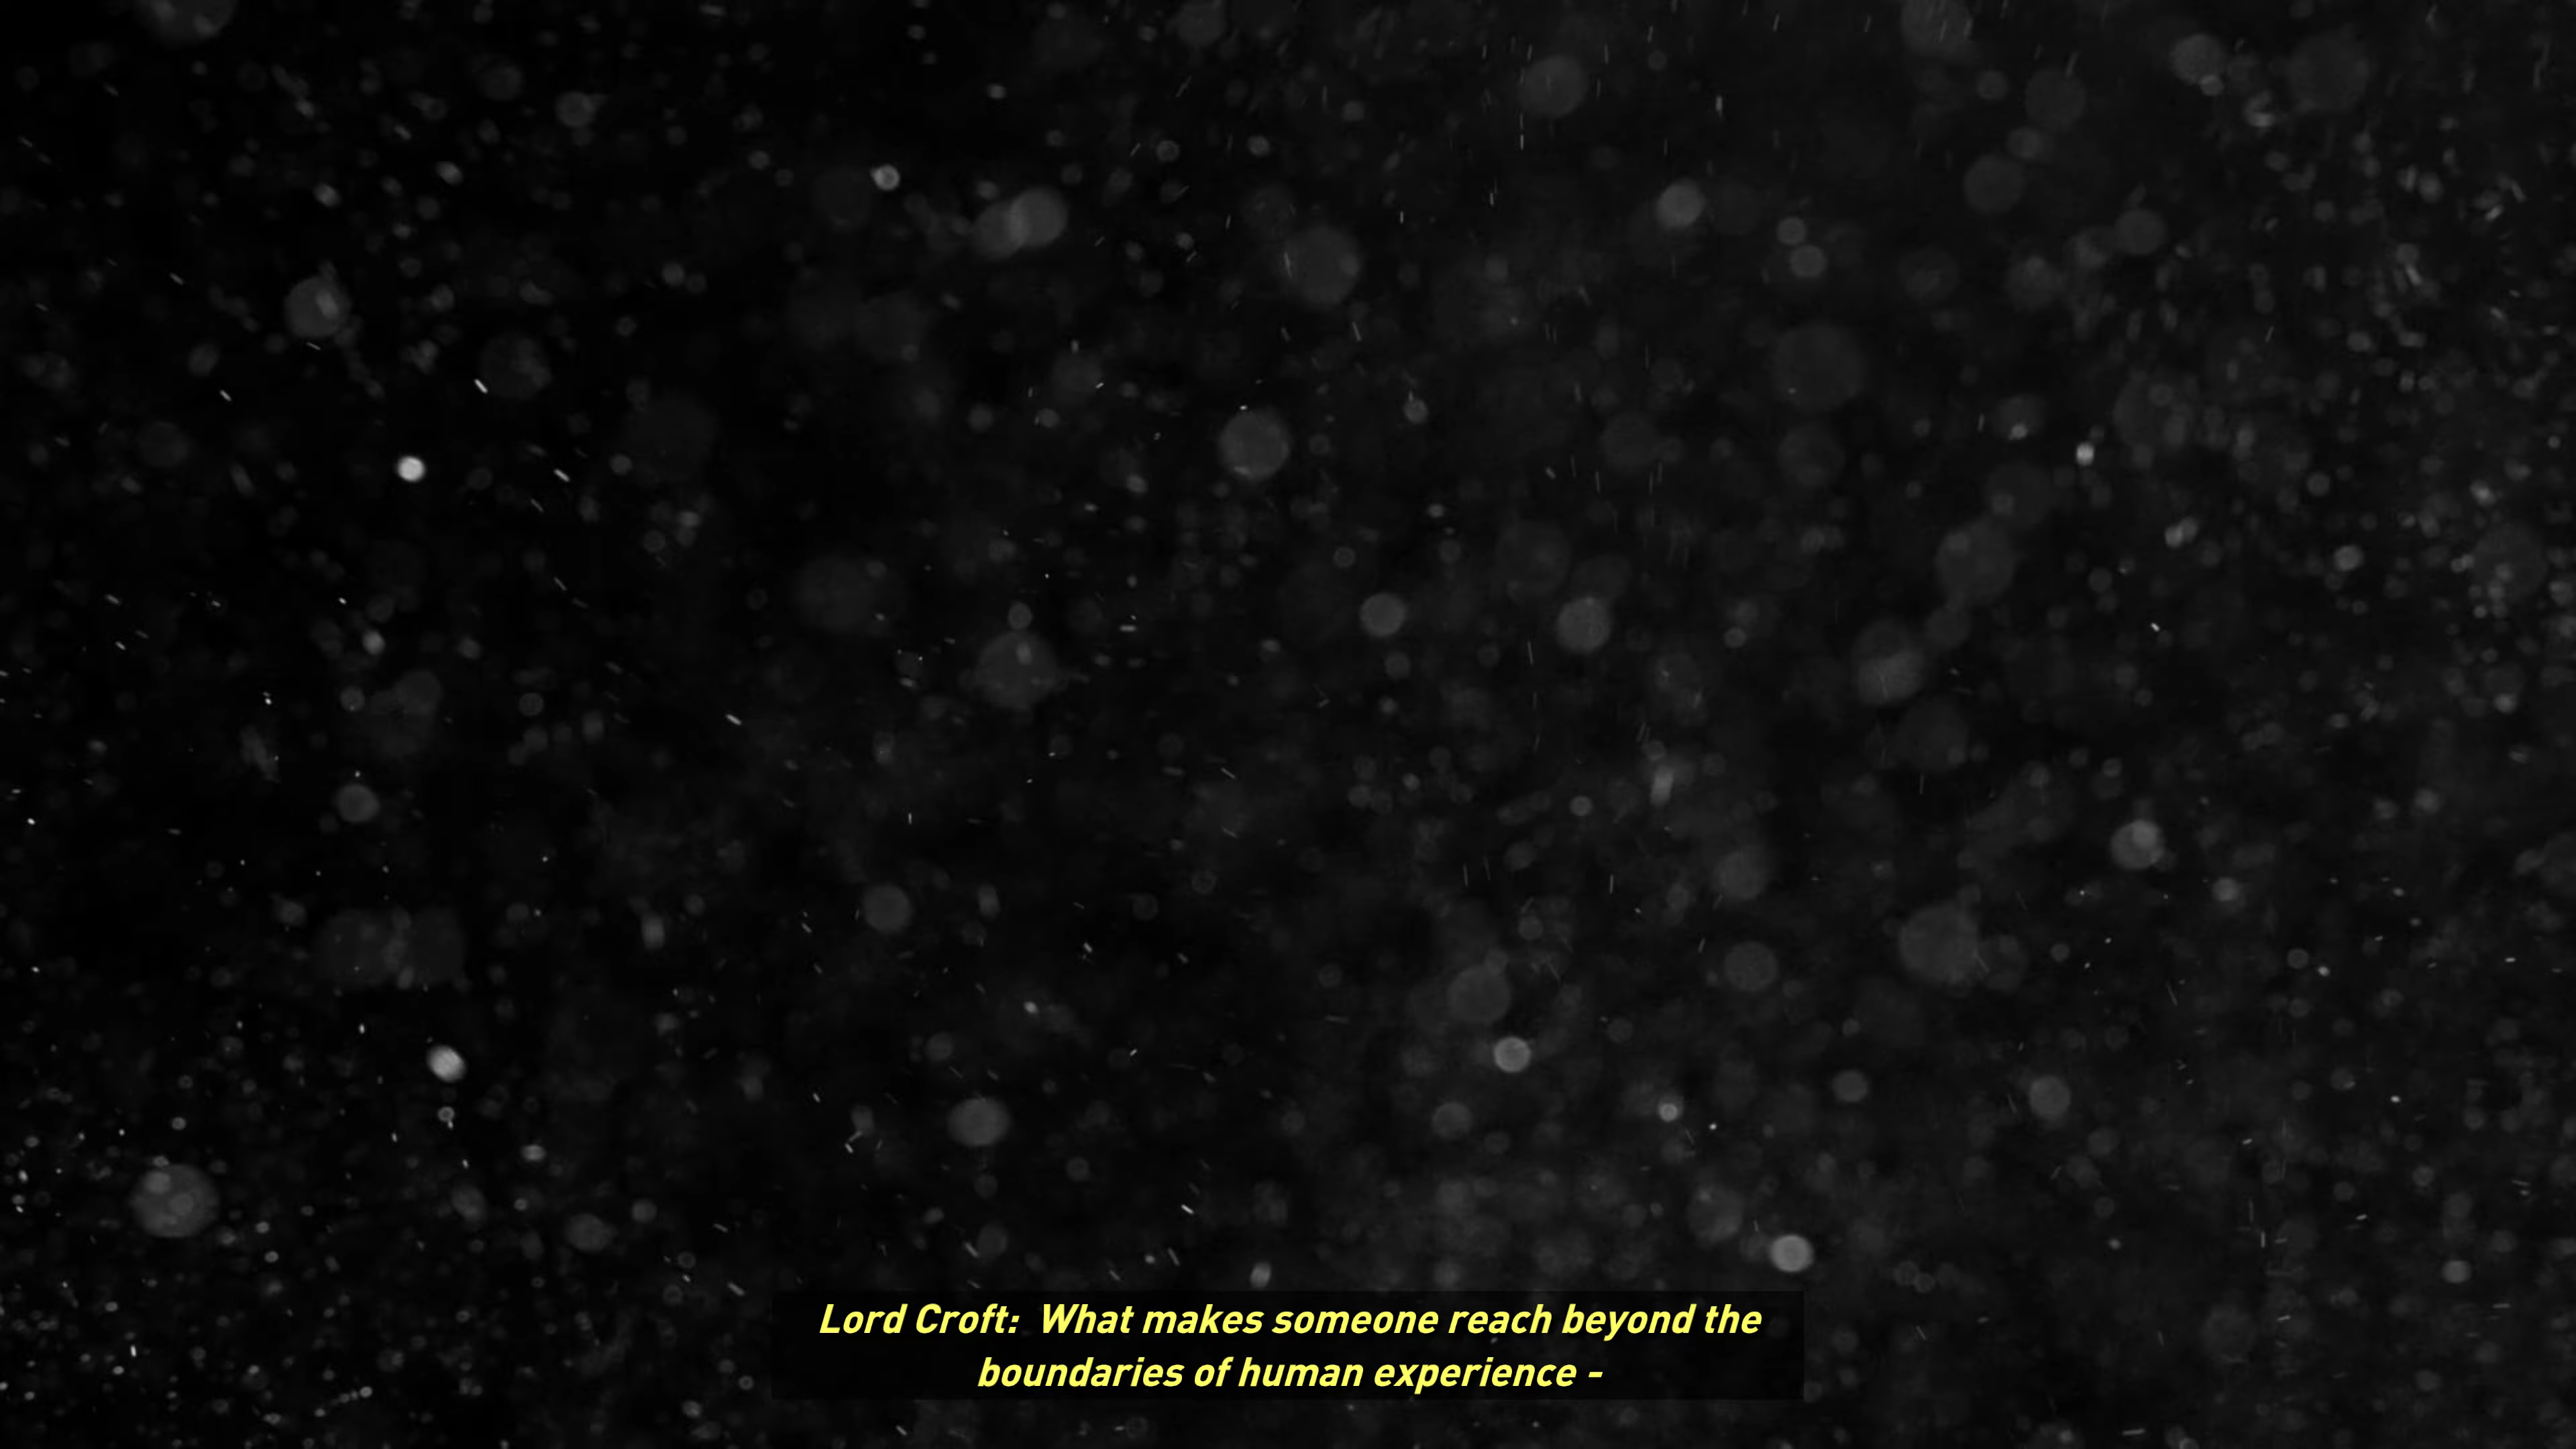 Lord Croft:  What makes someone reach beyond the
boundaries of human experience -